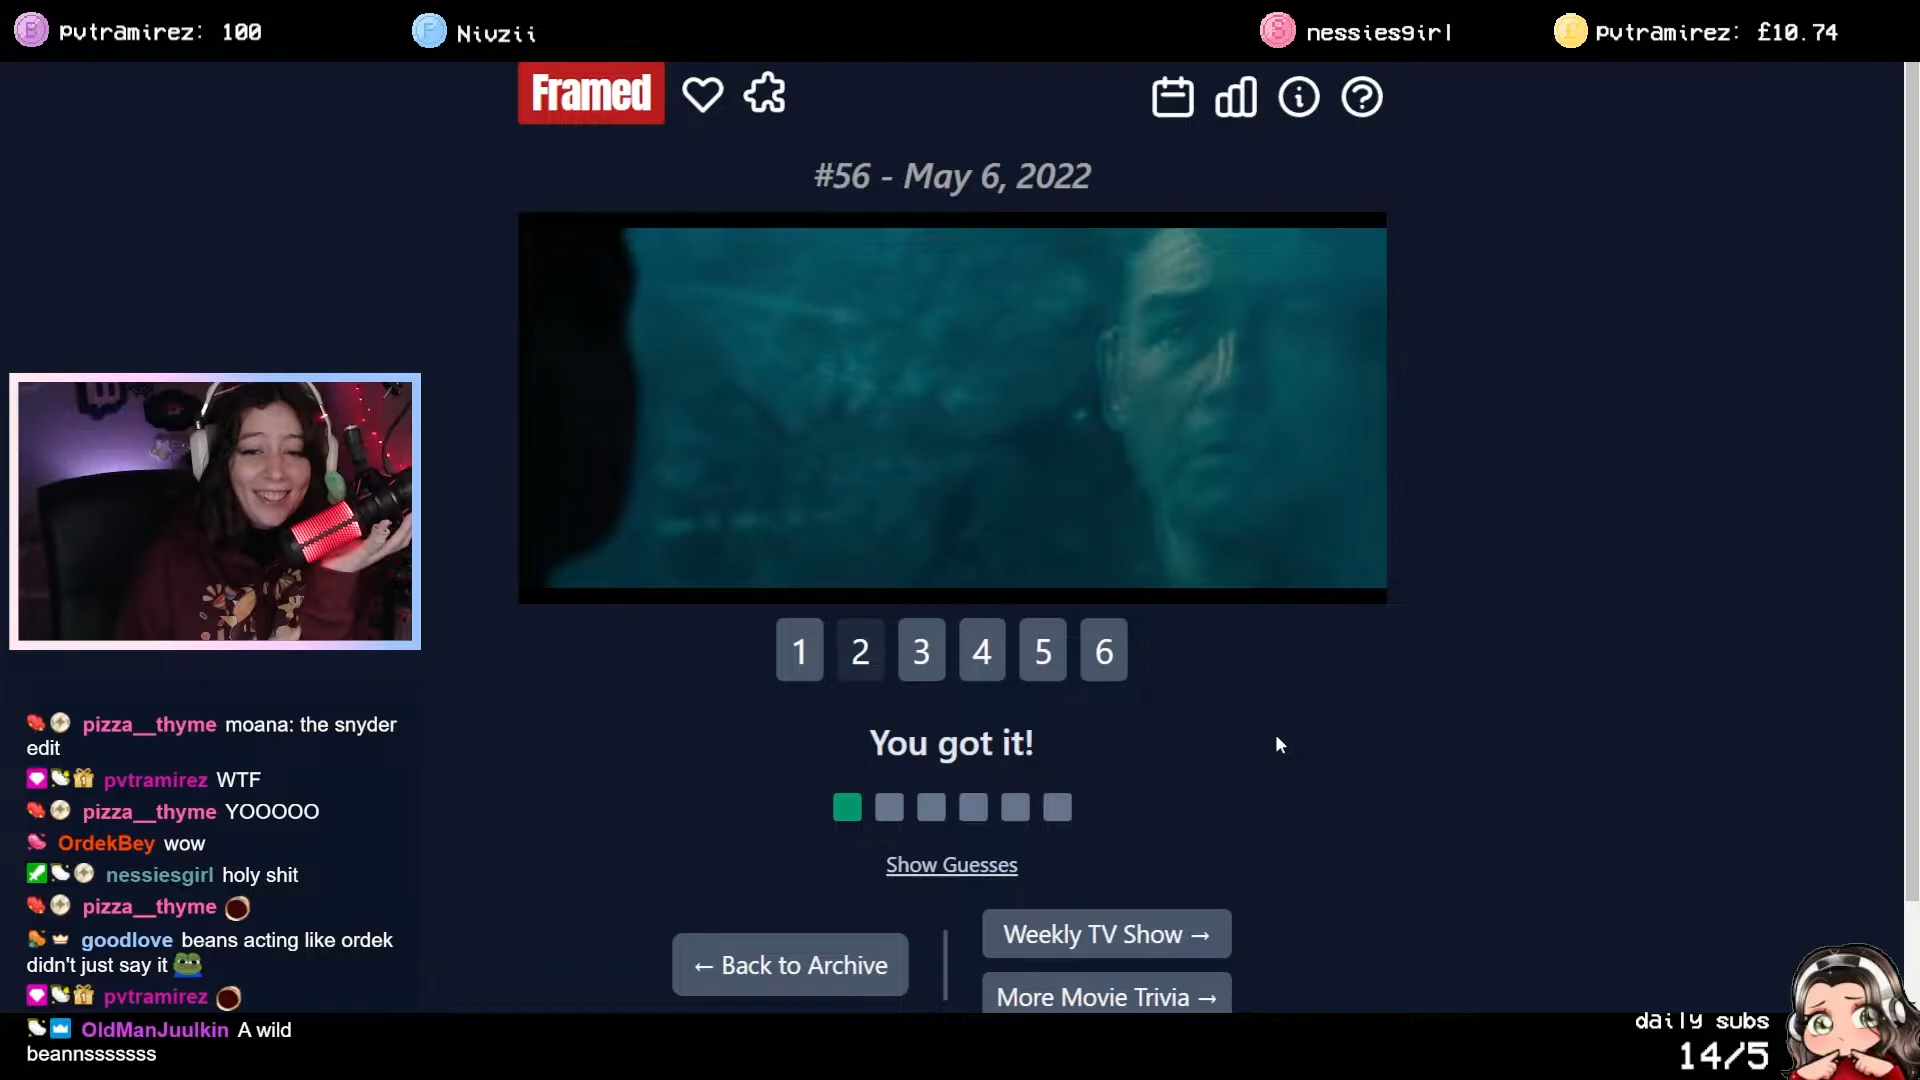 pvtramirez: 100
Nivzii
nessiesgirl
pvtramirez: £10.74
Framed
#56 - May 6, 2022
1 2 3 4 5 6
You got it!
Show Guesses
← Back to Archive
Weekly TV Show →
More Movie Trivia →
pizza__thyme moana: the snyder
edit
pvtramirez WTF
pizza__thyme YOOOOO
OrdekBey wow
nessiesgirl holy shit
pizza__thyme
goodlove beans acting like ordek
didn't just say it
pvtramirez
OldManJuulkin A wild
beannsssssss
daily subs
14/5